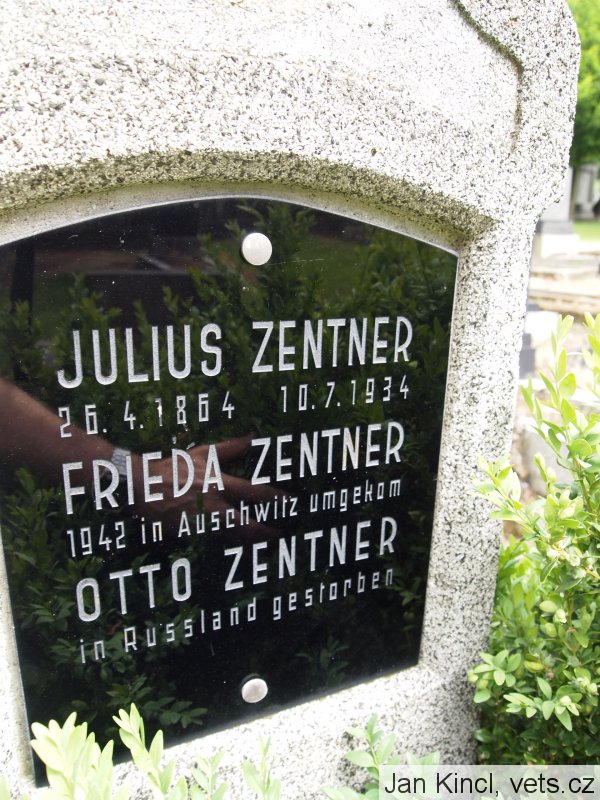 JULIUS ZENTNER
26.4.1864 10.7.1934
FRIEDA ZENTNER
1942 in Auschwitz umgekom
OTTO ZENTNER
in Russland gestorben
Jan Kincl, vets.cz